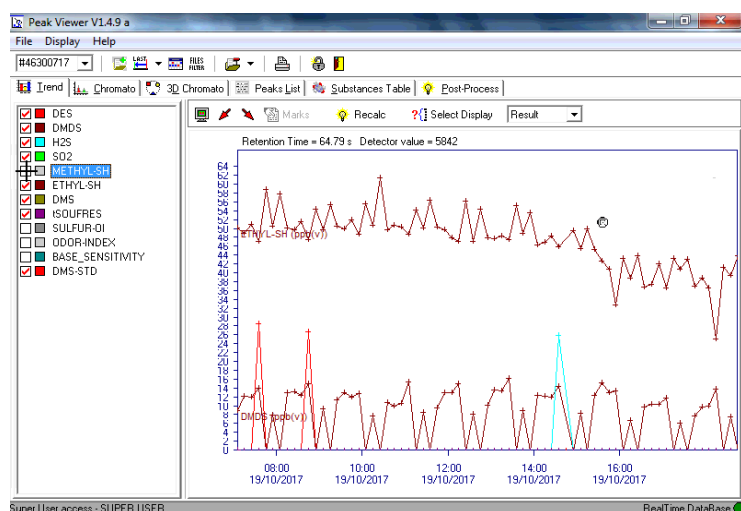 Peak Viewer V1.4.9 a
File Display Help
#46300717 LAST FILES FILTER
Trend Chromato 3D Chromato Peaks List Substances Table Post-Process
Marks Recalc Select Display Result
DES
DMDS
H2S
SO2
METHYL-SH
ETHYL-SH
DMS
tSOUFRES
SULFUR-OI
ODOR-INDEX
BASE_SENSITIVITY
DMS-STD
Retention Time = 64.79 s Detector value = 5842
64
62
60
58
56
54
52
50
48
46
44
42
40
38
36
34
32
30
28
26
24
22
20
18
16
14
12
10
8
6
4
2
0
ETHYL-SH (ppb(v))
DMDS (ppb(v))
08:00 10:00 12:00 14:00 16:00
19/10/2017 19/10/2017 19/10/2017 19/10/2017 19/10/2017
Super User access - SUPER USER RealTime DataBase